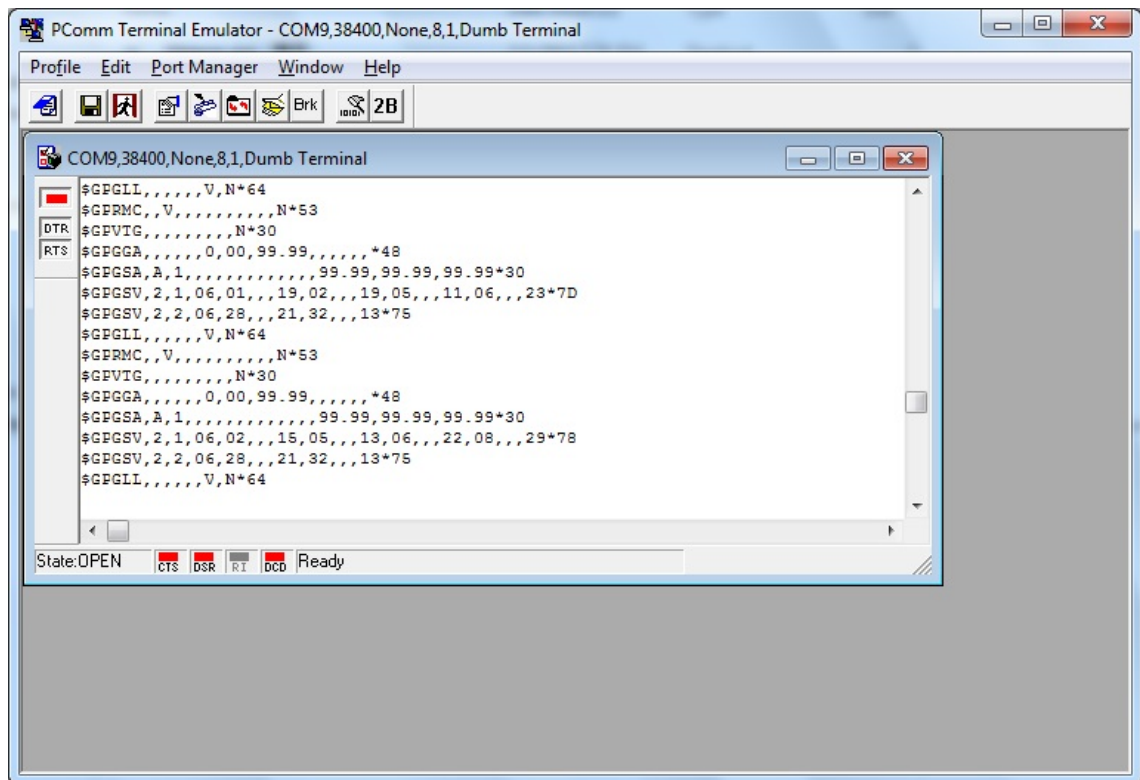 PComm Terminal Emulator - COM9,38400,None,8,1,Dumb Terminal
Profile Edit Port Manager Window Help
Brk 2B
COM9,38400,None,8,1,Dumb Terminal
DTR
RTS
$GPGLL,,,,,,V,N*64
$GPRMC,,V,,,,,,,,,,N*53
$GPVTG,,,,,,,,,N*30
$GPGGA,,,,,,0,00,99.99,,,,,,*48
$GPGSA,A,1,,,,,,,,,,,,,99.99,99.99,99.99*30
$GPGSV,2,1,06,01,,,19,02,,,19,05,,,11,06,,,23*7D
$GPGSV,2,2,06,28,,,21,32,,,13*75
$GPGLL,,,,,,V,N*64
$GPRMC,,V,,,,,,,,,,N*53
$GPVTG,,,,,,,,,N*30
$GPGGA,,,,,,0,00,99.99,,,,,,*48
$GPGSA,A,1,,,,,,,,,,,,,99.99,99.99,99.99*30
$GPGSV,2,1,06,02,,,15,05,,,13,06,,,22,08,,,29*78
$GPGSV,2,2,06,28,,,21,32,,,13*75
$GPGLL,,,,,,V,N*64
State:OPEN CTS DSR RI DCD Ready